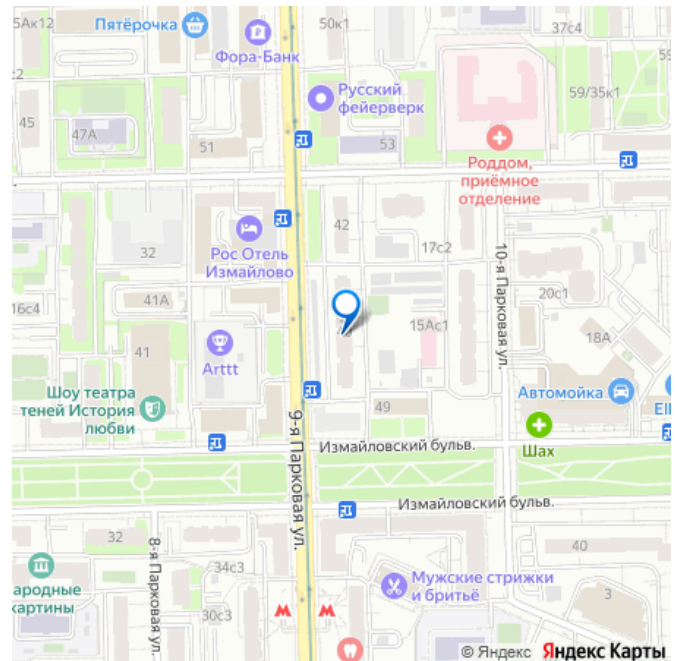 5Ак12
Пятёрочка
50к1
37с4
Фора-Банк
Русский
фейерверк
59/35к1
45
47А
51
53
Роддом,
приёмное
отделение
42
17с2
32
Рос Отель
Измайлово
10-я Парковая ул.
16с4
41А
20с1
15Ас1
18А
41
Arttt
Шоу театра
теней История
любви
Автомойка
49
Шах
9-я Парковая ул.
Измайловский бульв.
Измайловский бульв.
32
8-я Парковая ул.
34с3
40
ародные
картины
Мужские стрижки
и бритьё
30с3
3
© Яндекс Яндекс Карты